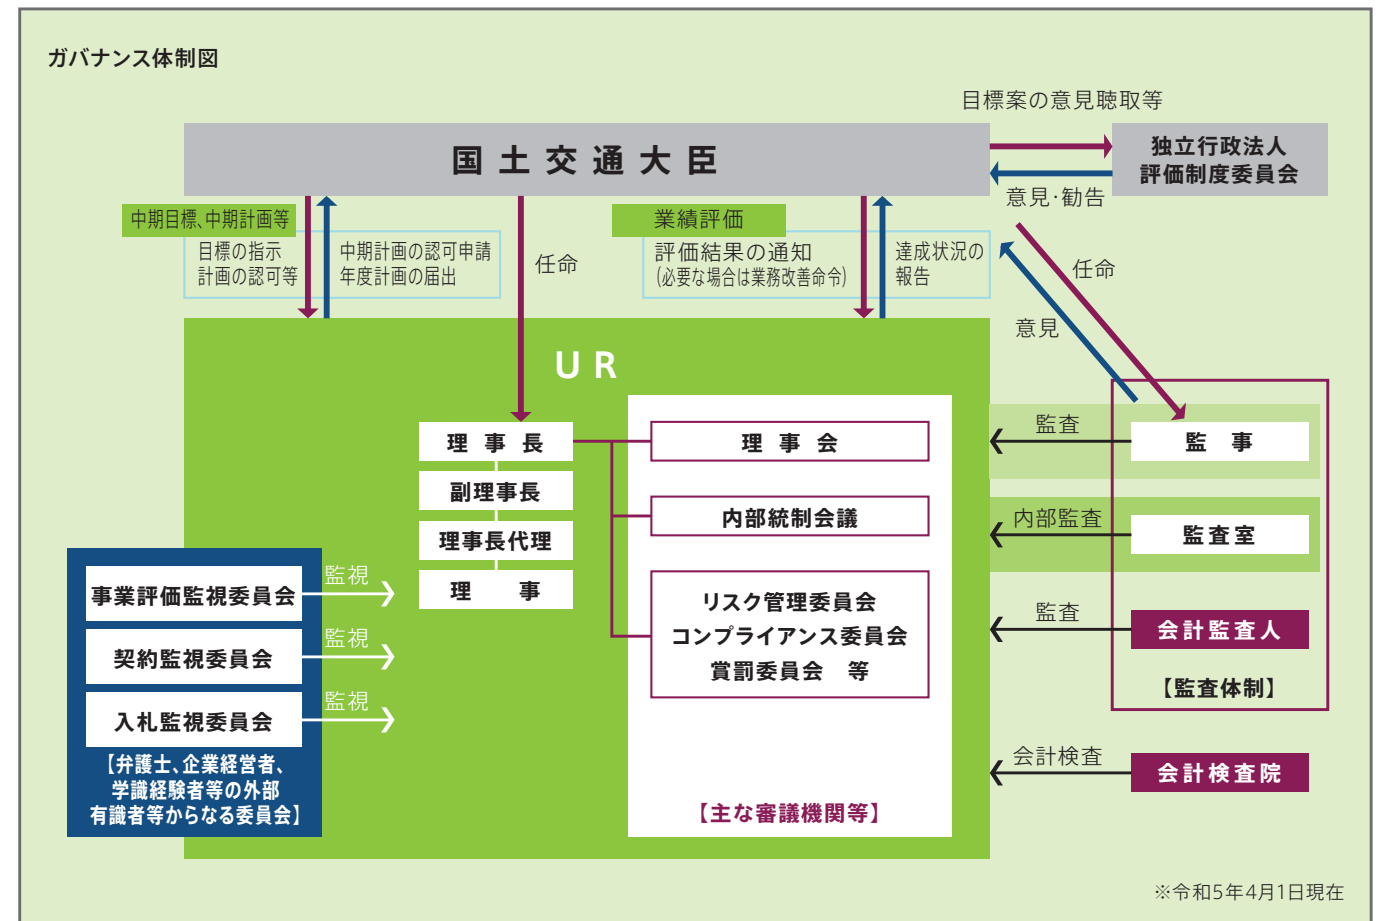 ガバナンス体制図
目標案の意見聴取等
国土交通大臣
独立行政法人
評価制度委員会
意見・勧告
中期目標、中期計画等
目標の指示
計画の認可等
中期計画の認可申請
年度計画の届出
任命
業績評価
評価結果の通知
(必要な場合は業務改善命令)
達成状況の
報告
任命
意見
UR
理事長
副理事長
理事長代理
理事
理事会
内部統制会議
リスク管理委員会
コンプライアンス委員会
賞罰委員会 等
【主な審議機関等】
監査
監事
内部監査
監査室
監査
会計監査人
【監査体制】
会計検査
会計検査院
事業評価監視委員会
監視
契約監視委員会
監視
入札監視委員会
監視
【弁護士、企業経営者、
学識経験者等の外部
有識者等からなる委員会】
※令和5年4月1日現在